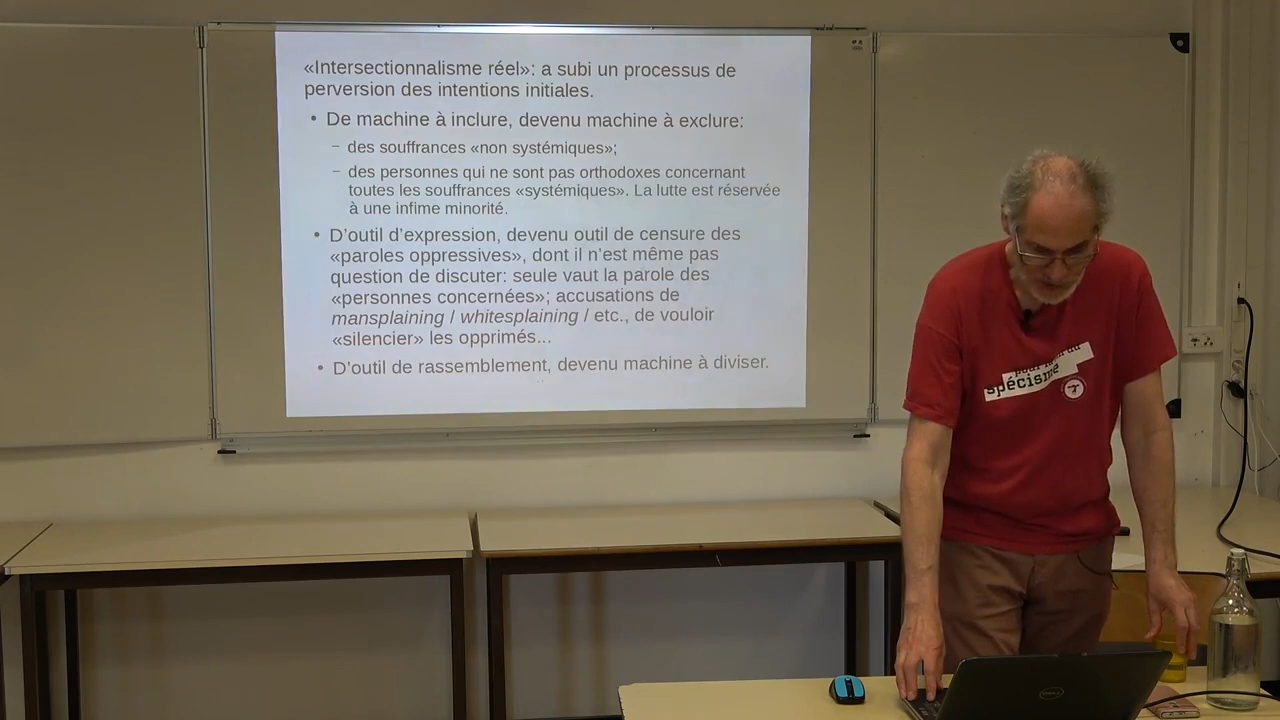 «Intersectionnalisme réel»: a subi un processus de
perversion des intentions initiales.
• De machine à inclure, devenu machine à exclure:
– des souffrances «non systémiques»;
– des personnes qui ne sont pas orthodoxes concernant
toutes les souffrances «systémiques». La lutte est réservée
à une infime minorité.
• D’outil d’expression, devenu outil de censure des
«paroles oppressives», dont il n’est même pas
question de discuter: seule vaut la parole des
«personnes concernées»; accusations de
mansplaining / whitesplaining / etc., de vouloir
«silencier» les opprimés...
• D’outil de rassemblement, devenu machine à diviser.
pour
spécisme
DELL